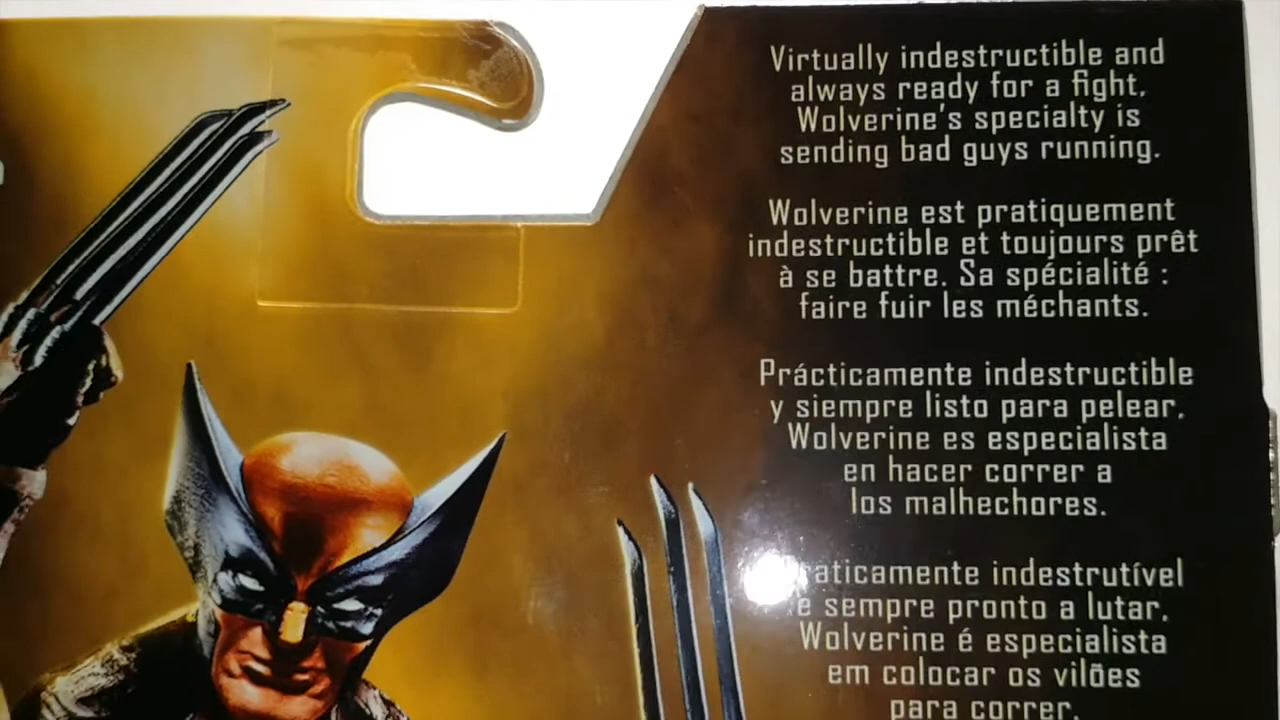 Virtually indestructible and
always ready for a fight,
Wolverine's specialty is
sending bad guys running.
Wolverine est pratiquement
indestructible et toujours prêt
à se battre. Sa spécialité :
faire fuir les méchants.
Prácticamente indestructible
y siempre listo para pelear,
Wolverine es especialista
en hacer correr a
los malhechores.
indestrutível
e sempre pronto a lutar,
Wolverine é especialista
em colocar os vilões
para correr.